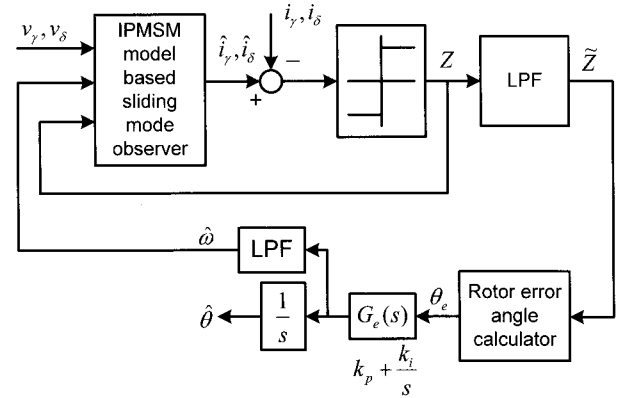 v_γ, v_δ
IPMSM
model
based
sliding
mode
observer
î_γ, î_δ
+
i_γ, i_δ
−
Z
LPF
Z̃
ω̂
LPF
θ̂
1/s
G_e(s)
k_p + k_i/s
θ_e
Rotor error
angle
calculator